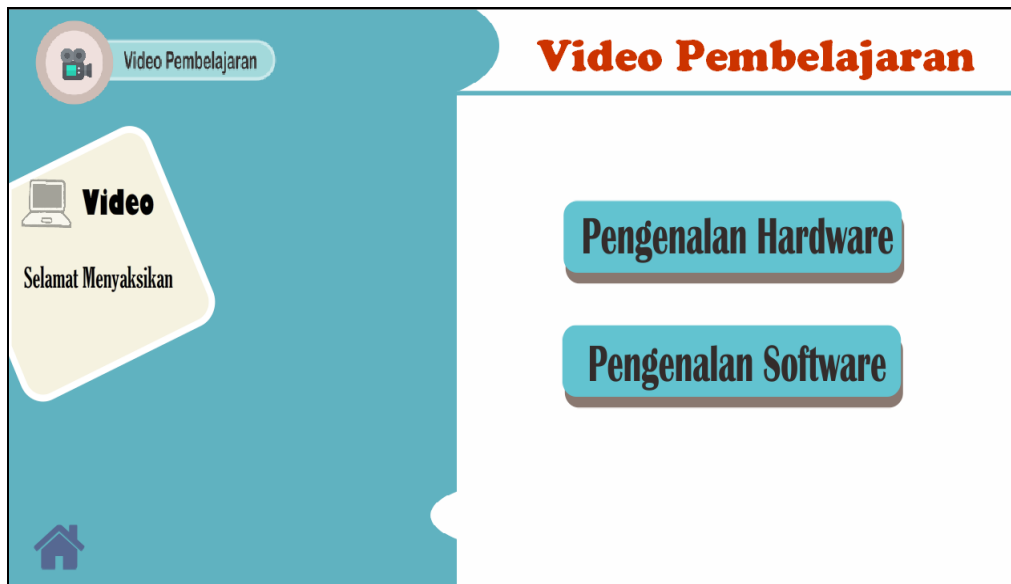 Video Pembelajaran
Video
Selamat Menyaksikan
Video Pembelajaran
Pengenalan Hardware
Pengenalan Software